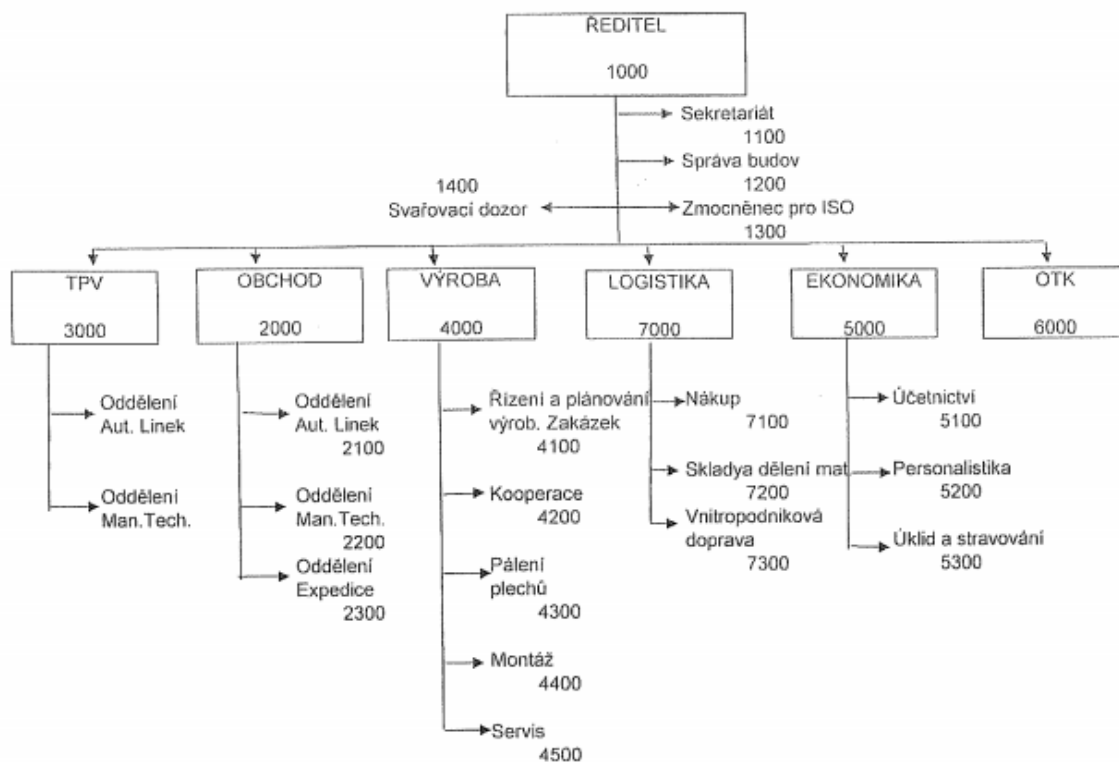 ŘEDITEL
1000
Sekretariát
1100
Správa budov
1200
1400
Svařovací dozor
Zmocněnec pro ISO
1300
TPV
3000
OBCHOD
2000
VÝROBA
4000
LOGISTIKA
7000
EKONOMIKA
5000
OTK
6000
Oddělení
Aut. Linek
Oddělení
Man.Tech.
Oddělení
Aut. Linek
2100
Oddělení
Man.Tech.
2200
Oddělení
Expedice
2300
Řízení a plánování
výrob. Zakázek
4100
Kooperace
4200
Pálení
plechů
4300
Montáž
4400
Servis
4500
Nákup
7100
Skladya dělení mat
7200
Vnitropodniková
doprava
7300
Účetnictví
5100
Personalistika
5200
Úklid a stravování
5300